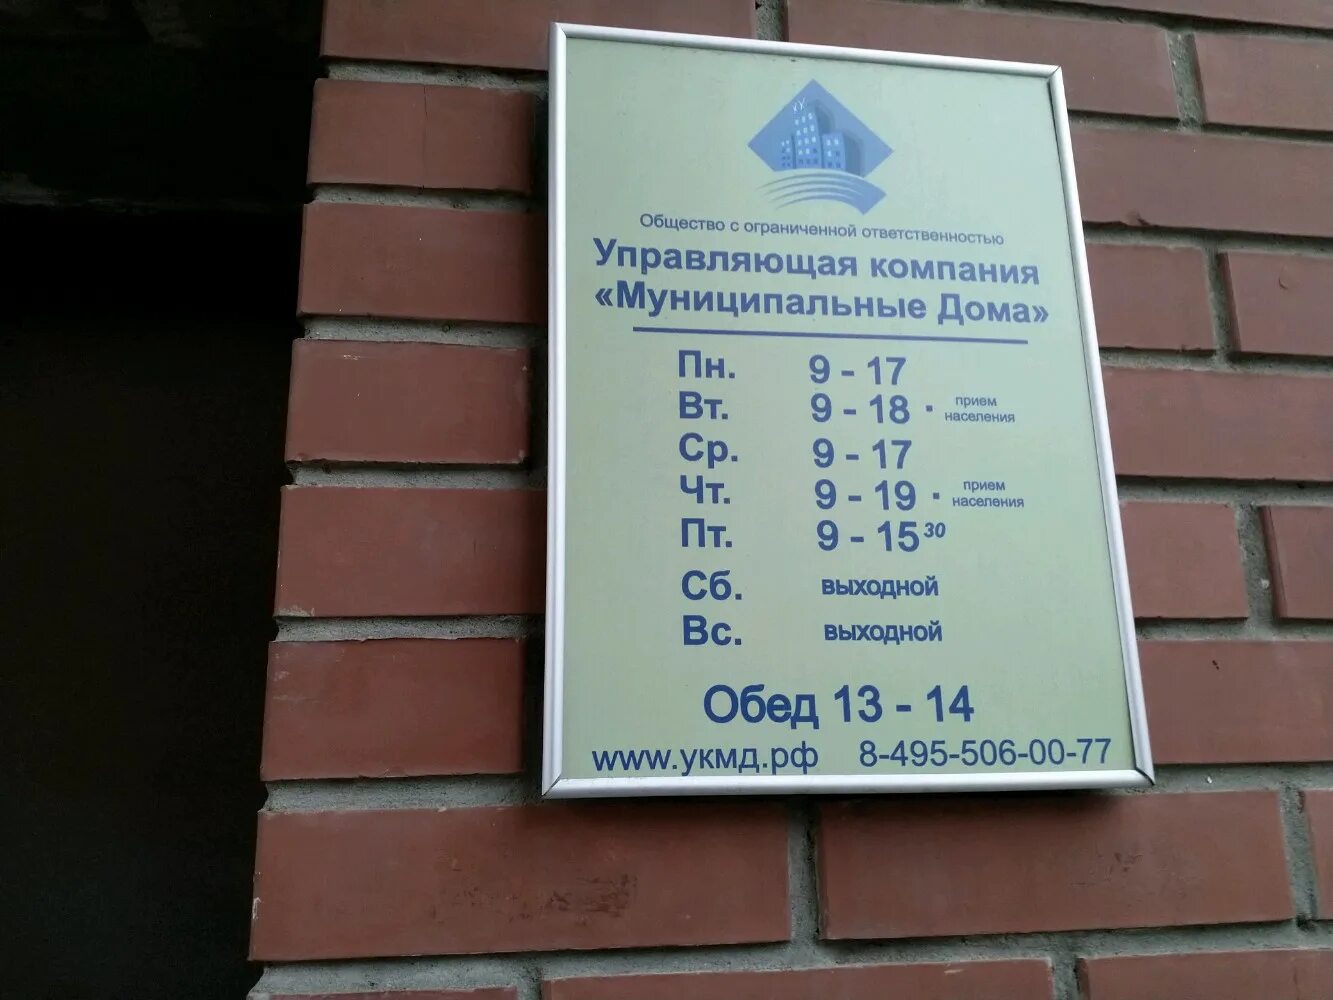 КУ
Общество с ограниченной ответственностью
Управляющая компания
«Муниципальные Дома»
Пн. 9 - 17
Вт. 9 - 18 · прием населения
Ср. 9 - 17
Чт. 9 - 19 · прием населения
Пт. 9 - 15 30
Сб. выходной
Вс. выходной
Обед 13 - 14
www.укмд.рф 8-495-506-00-77